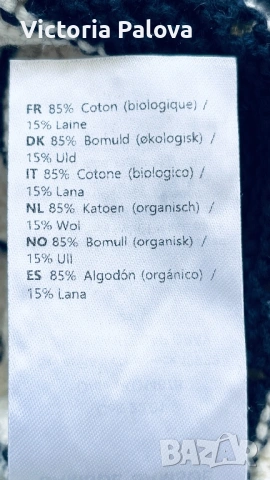 Victoria Palova
FR 85% Coton (biologique) /
15% Laine
DK 85% Bomuld (økologisk) /
15% Uld
IT 85% Cotone (biologico) /
15% Lana
NL 85% Katoen (organisch) /
15% Wol
NO 85% Bomull (organisk) /
15% Ull
ES 85% Algodón (orgánico) /
15% Lana
BAZAR